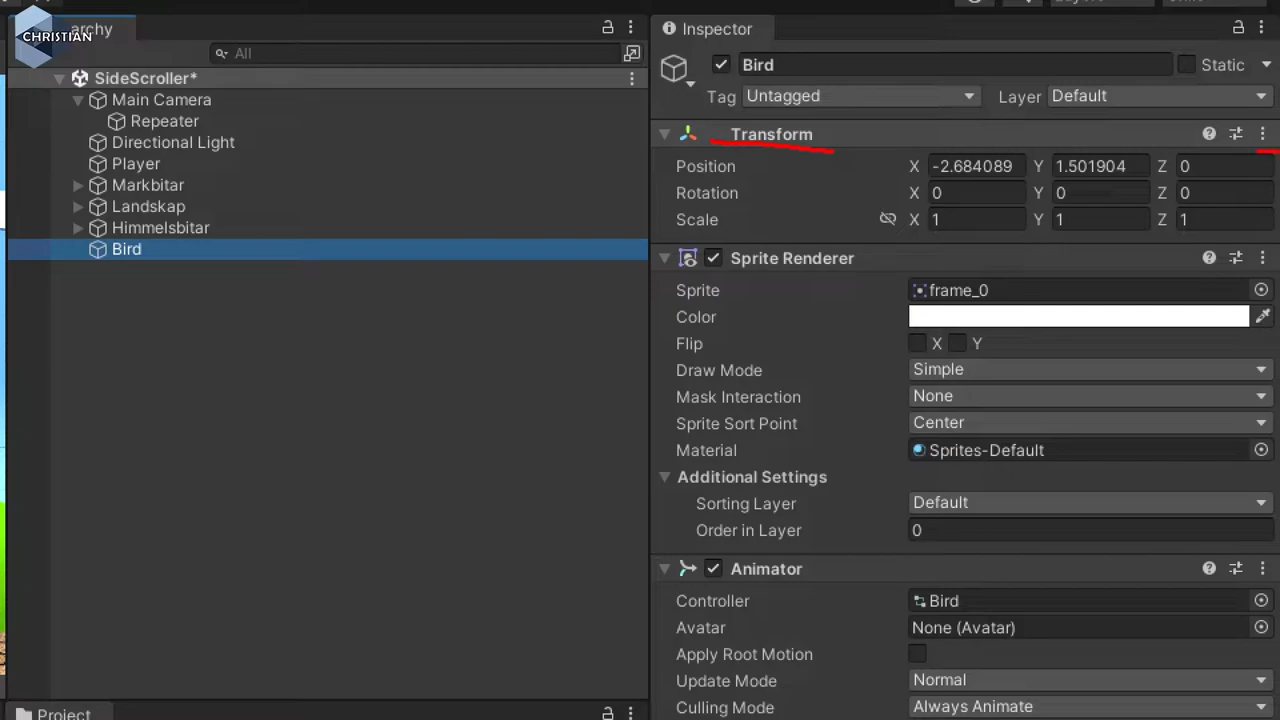 archy
CHRISTIAN
All
SideScroller*
Main Camera
Repeater
Directional Light
Player
Markbitar
Landskap
Himmelsbitar
Bird
Project
Inspector
Bird
Static
Tag Untagged Layer Default
Transform
Position X -2.684089 Y 1.501904 Z 0
Rotation X 0 Y 0 Z 0
Scale X 1 Y 1 Z 1
Sprite Renderer
Sprite frame_0
Color
Flip X Y
Draw Mode Simple
Mask Interaction None
Sprite Sort Point Center
Material Sprites-Default
Additional Settings
Sorting Layer Default
Order in Layer 0
Animator
Controller Bird
Avatar None (Avatar)
Apply Root Motion
Update Mode Normal
Culling Mode Always Animate